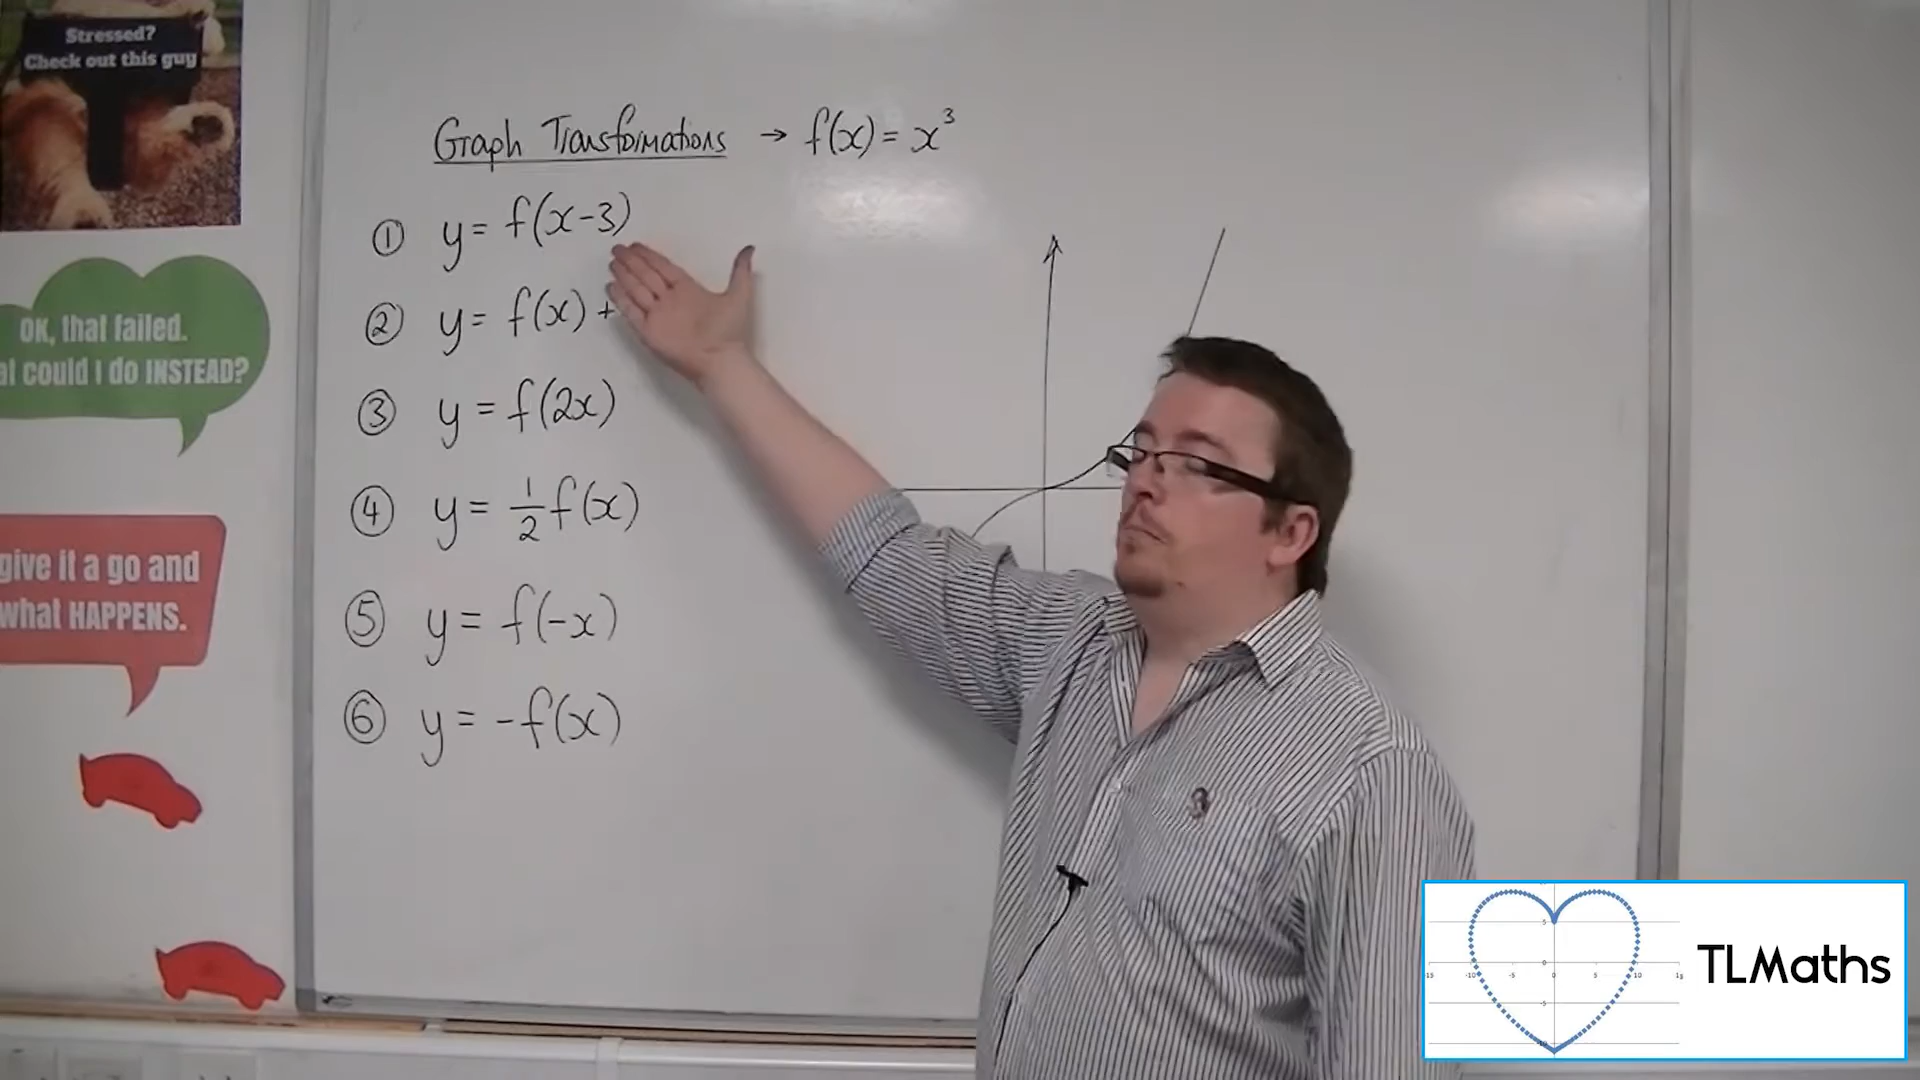 Stressed?
Check out this guy
Graph Transformations → f(x) = x³
① y = f(x-3)
② y = f(x) +
③ y = f(2x)
④ y = 1/2 f(x)
⑤ y = f(-x)
⑥ y = -f(x)
OK, that failed.
could I do INSTEAD?
give it a go and
what HAPPENS.
TLMaths